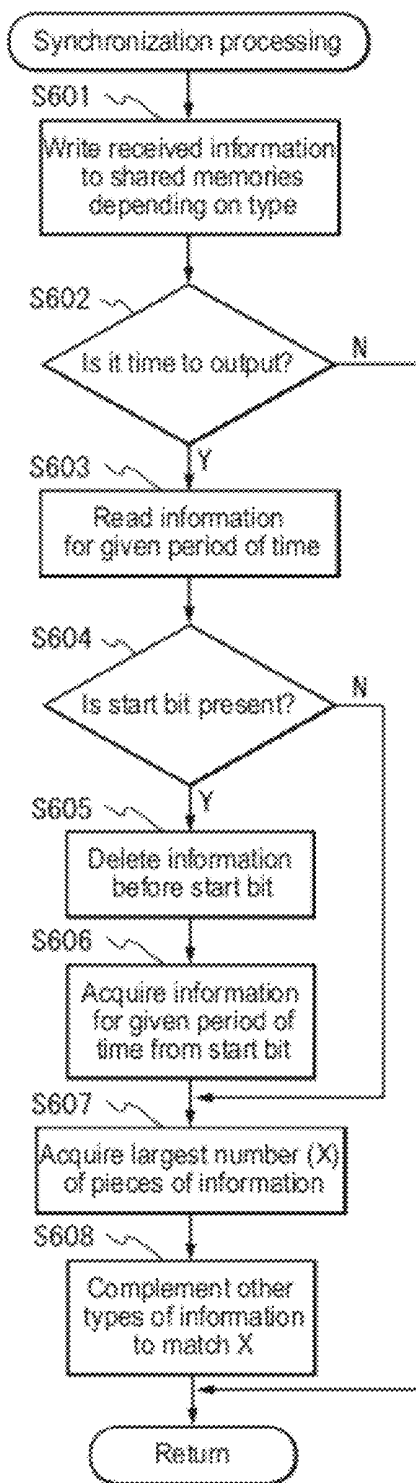 Synchronization processing
S601
Write received information
to shared memories
depending on type
S602
Is it time to output?
N
Y
S603
Read information
for given period of time
S604
Is start bit present?
N
Y
S605
Delete information
before start bit
S606
Acquire information
for given period of
time from start bit
S607
Acquire largest number (X)
of pieces of information
S608
Complement other
types of information
to match X
Return